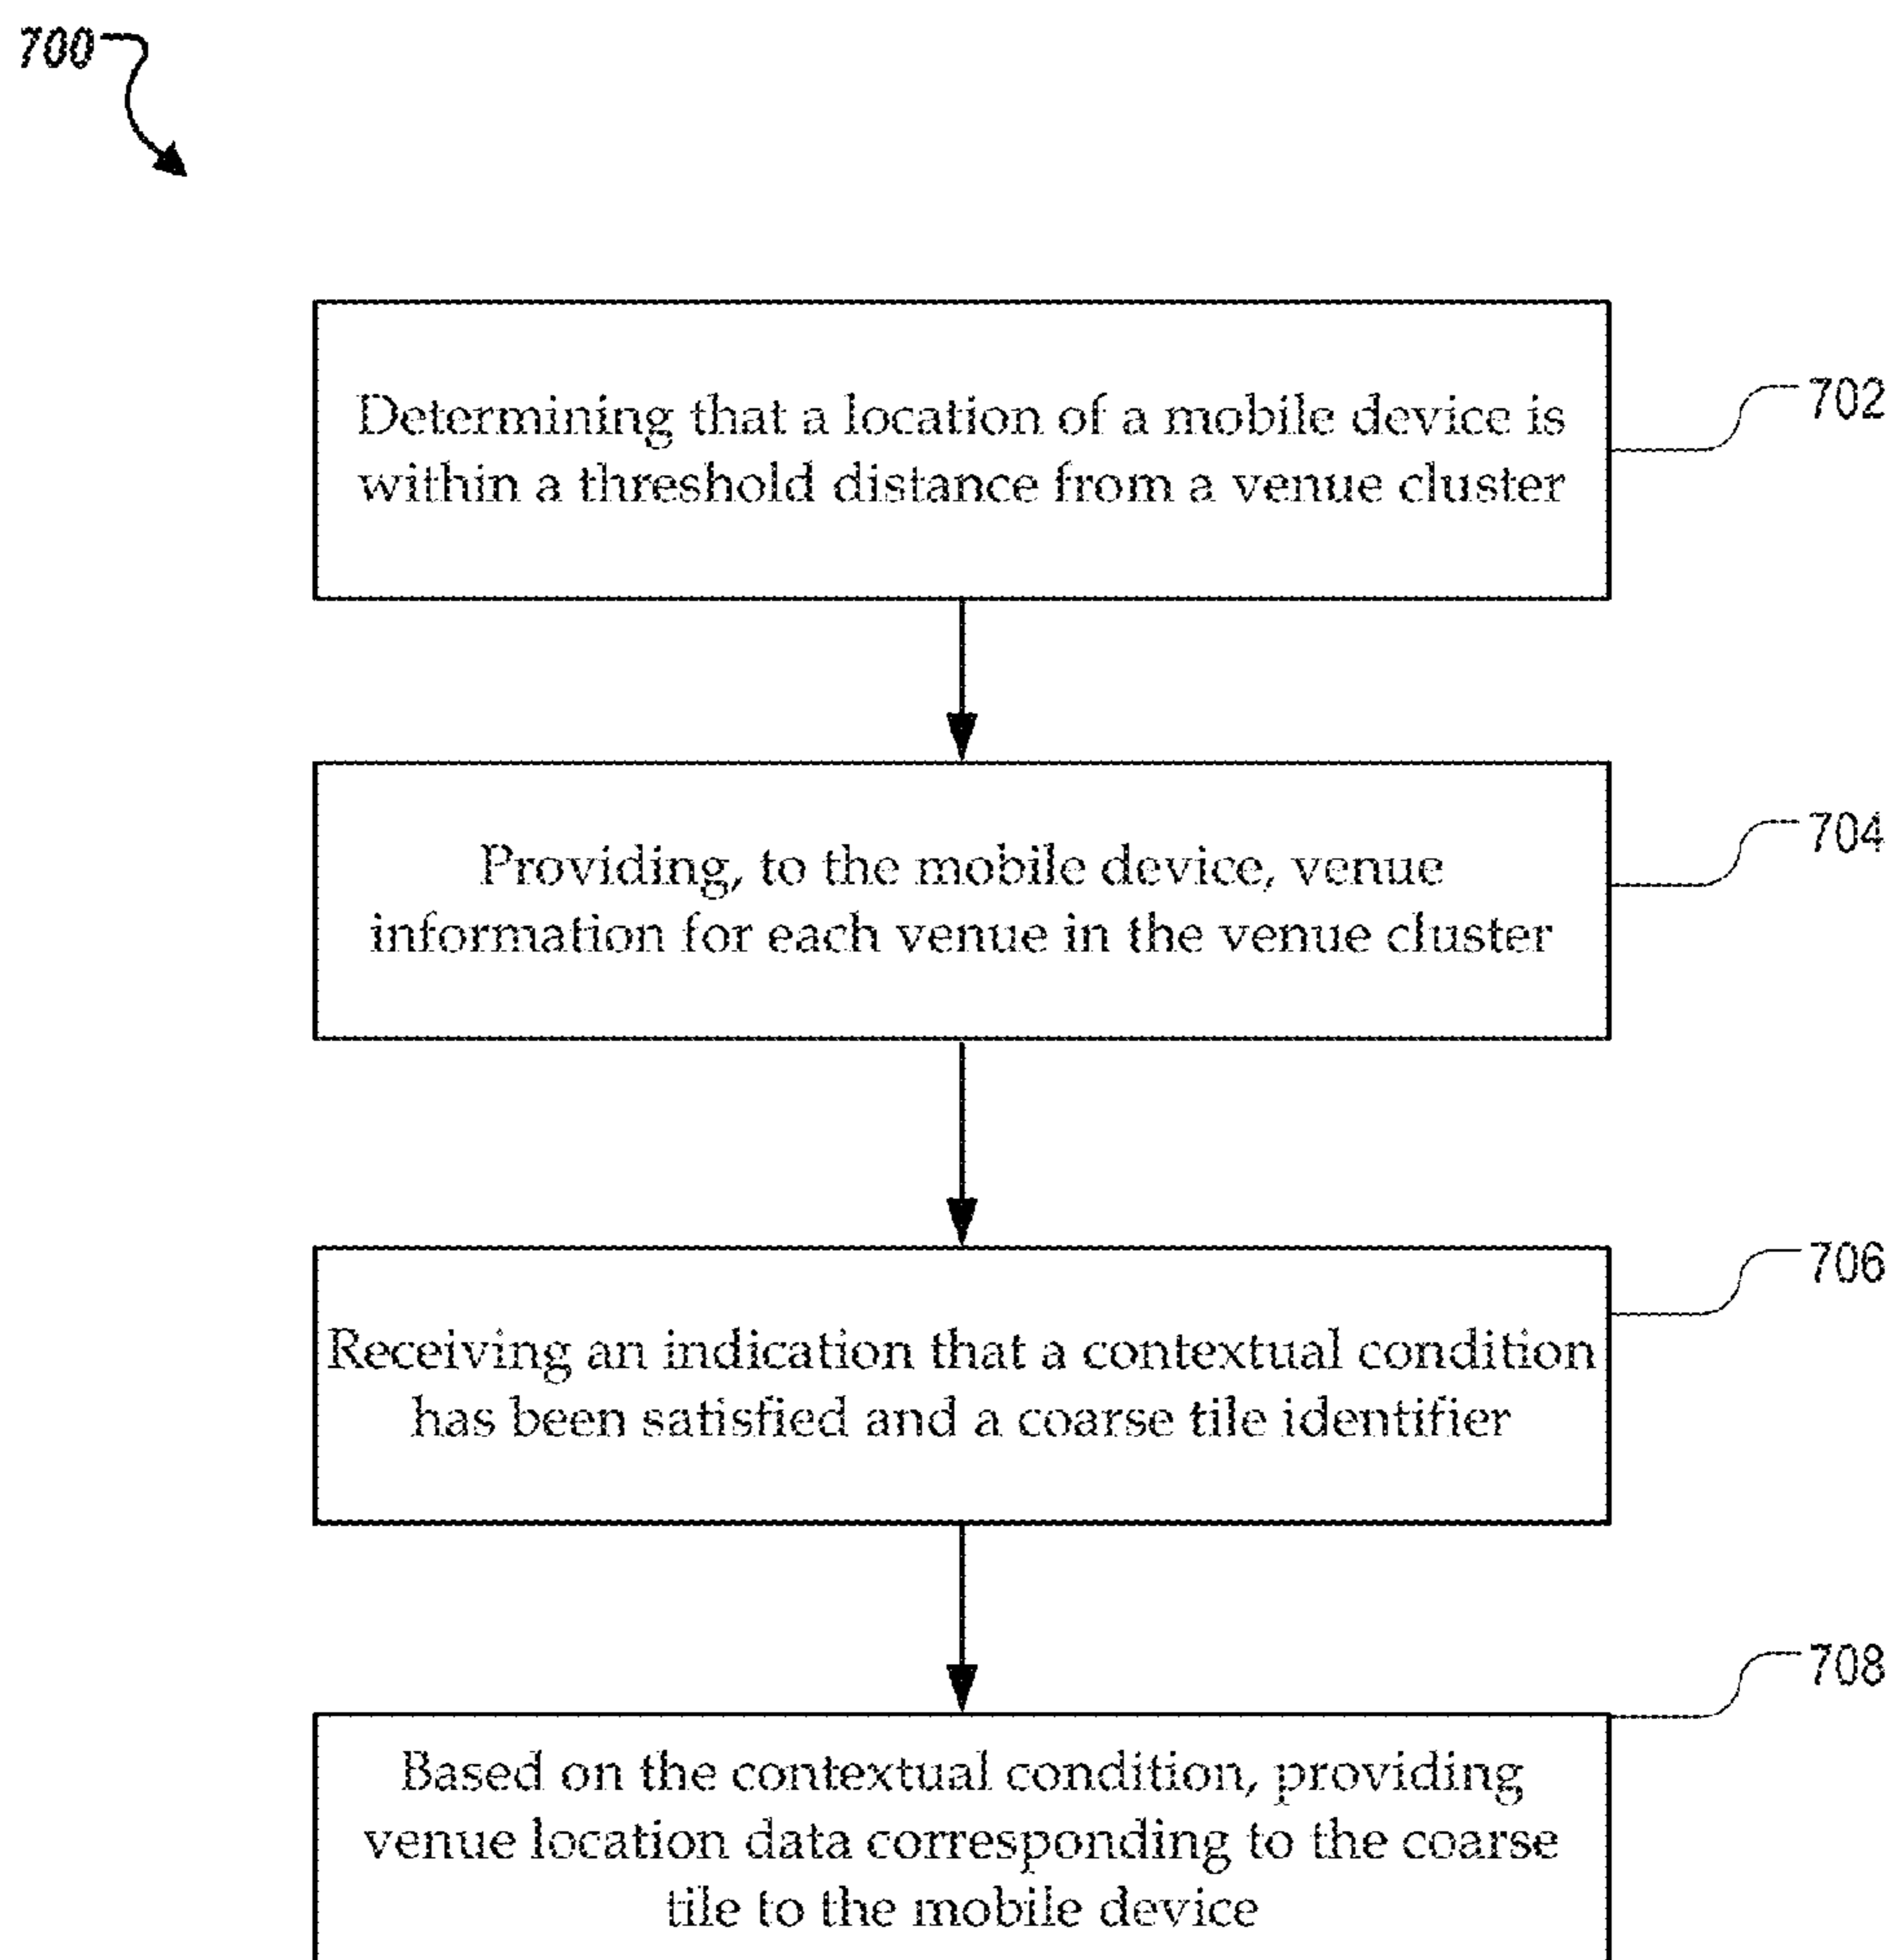 700
Determining that a location of a mobile device is
within a threshold distance from a venue cluster
702
Providing, to the mobile device, venue
information for each venue in the venue cluster
704
Receiving an indication that a contextual condition
has been satisfied and a coarse tile identifier
706
Based on the contextual condition, providing
venue location data corresponding to the coarse
tile to the mobile device
708